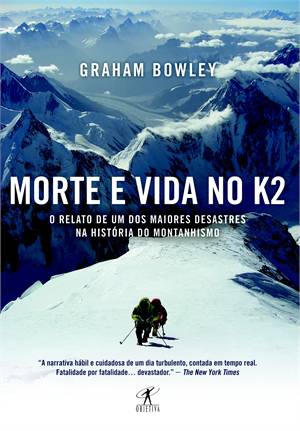 GRAHAM BOWLEY
MORTE E VIDA NO K2
O RELATO DE UM DOS MAIORES DESASTRES
NA HISTÓRIA DO MONTANHISMO
"A narrativa hábil e cuidadosa de um dia turbulento, contada em tempo real.
Fatalidade por fatalidade... devastador." — The New York Times
OBJETIVA